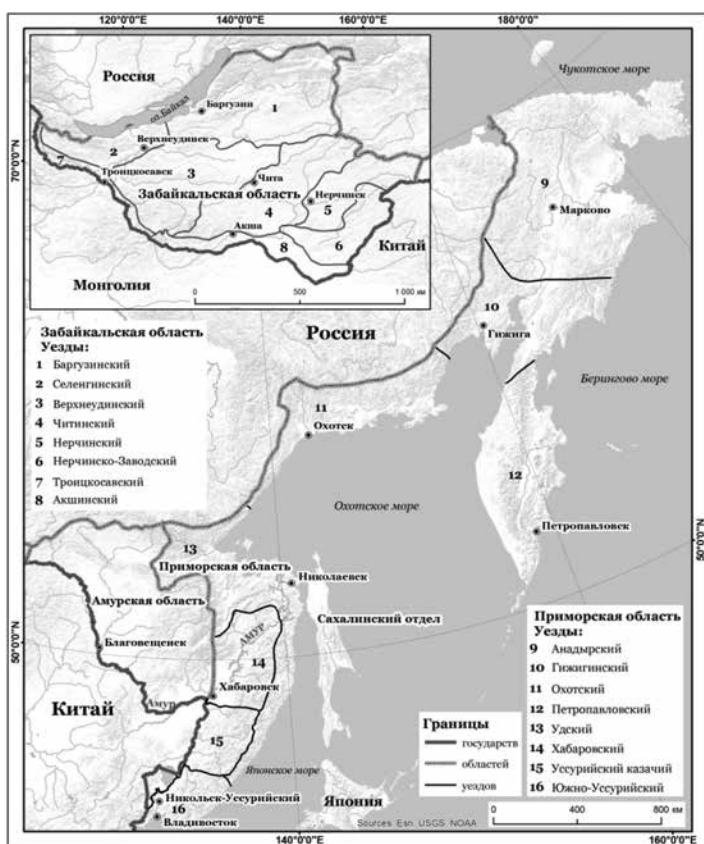 120°0'0"E
140°0'0"E
160°0'0"E
180°0'0"
Россия
оз.Байкал
Баргузин
1
2
Верхнеудинск
7
Троицкосавск
3
Чита
Забайкальская область
Нерчинск
4
5
Акша
8
6
Китай
Монголия
0
500
1 000 км
70°0'0"N
Чукотское море
9
Марково
10
Гижига
Россия
Берингово море
Забайкальская область
Уезды:
1 Баргузинский
2 Селенгинский
3 Верхнеудинский
4 Читинский
5 Нерчинский
6 Нерчинско-Заводский
7 Троицкосавский
8 Акшинский
11
Охотск
12
Охотское море
Петропавловск
50°0'0"N
13
Приморская область
Николаевск
Амурская область
Сахалинский отдел
АМУР
Благовещенск
14
50°0'0"N
Хабаровск
Амур
Китай
15
Японское море
Никольск-Уссурийский
16
Владивосток
Япония
Границы
государств
областей
уездов
Приморская область
Уезды:
9 Анадырский
10 Гижигинский
11 Охотский
12 Петропавловский
13 Удский
14 Хабаровский
15 Уссурийский казачий
16 Южно-Уссурийский
0
400
800 км
Sources: Esri, USGS, NOAA
140°0'0"E
160°0'0"E